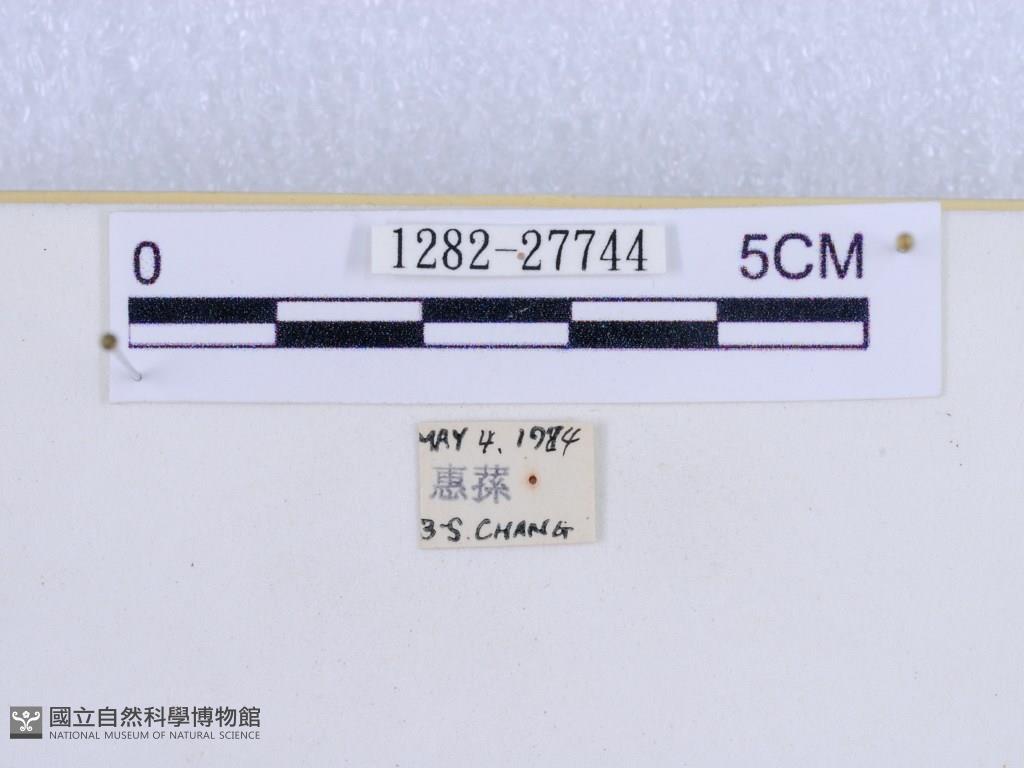 1282-27744
0 5CM
MAY 4, 1984
惠蓀
B-S. CHANG
國立自然科學博物館
NATIONAL MUSEUM OF NATURAL SCIENCE